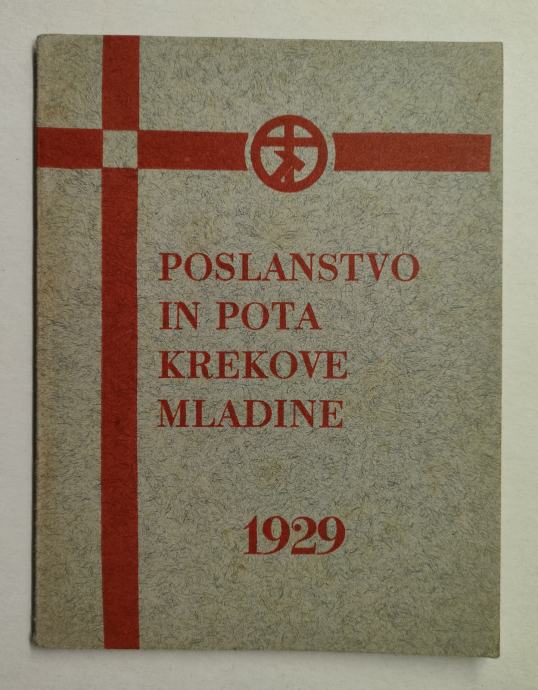 POSLANSTVO
IN POTA
KREKOVE
MLADINE
1929